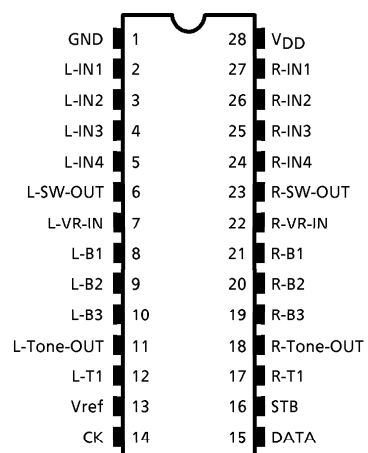 GND 1 28 VDD
L-IN1 2 27 R-IN1
L-IN2 3 26 R-IN2
L-IN3 4 25 R-IN3
L-IN4 5 24 R-IN4
L-SW-OUT 6 23 R-SW-OUT
L-VR-IN 7 22 R-VR-IN
L-B1 8 21 R-B1
L-B2 9 20 R-B2
L-B3 10 19 R-B3
L-Tone-OUT 11 18 R-Tone-OUT
L-T1 12 17 R-T1
Vref 13 16 STB
CK 14 15 DATA